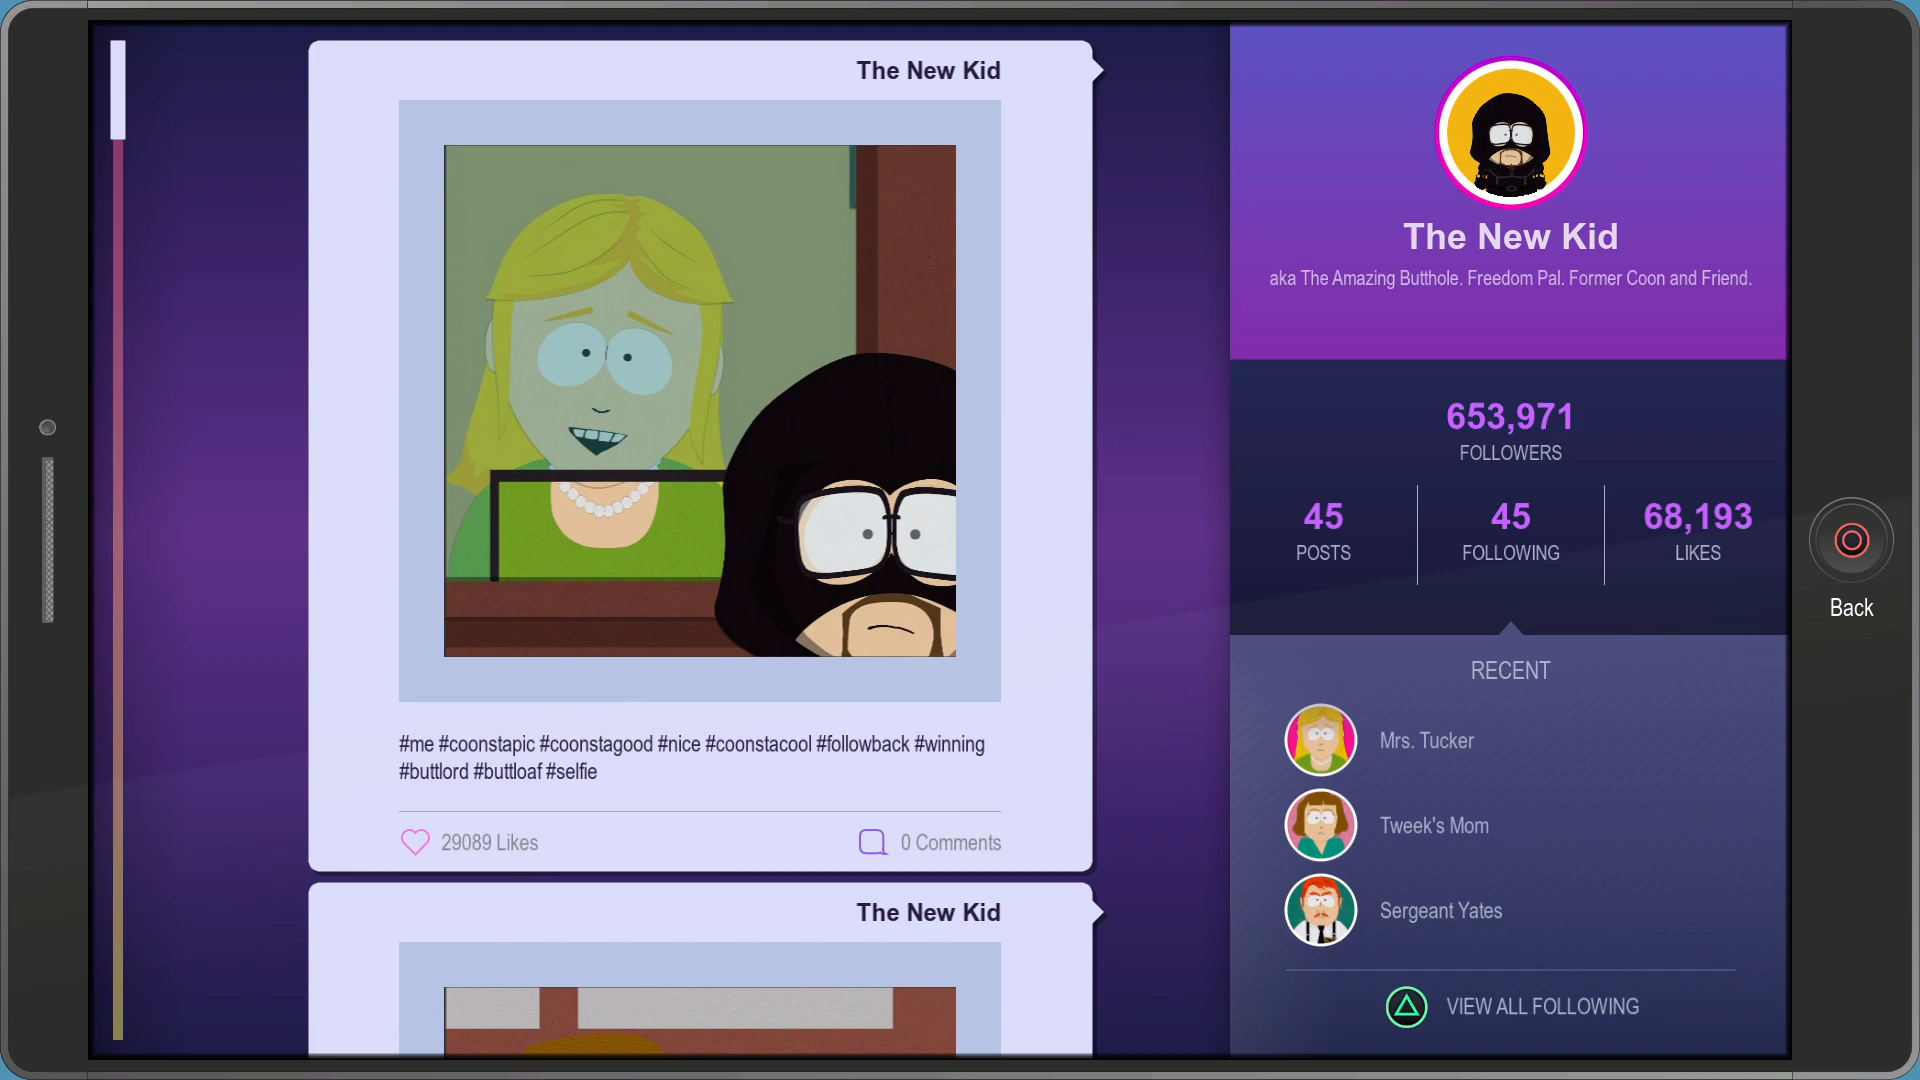 The New Kid
#me #coonstapic #coonstagood #nice #coonstacool #followback #winning
#buttlord #buttloaf #selfie
29089 Likes
0 Comments
The New Kid
The New Kid
aka The Amazing Butthole. Freedom Pal. Former Coon and Friend.
653,971
FOLLOWERS
45
POSTS
45
FOLLOWING
68,193
LIKES
RECENT
Mrs. Tucker
Tweek's Mom
Sergeant Yates
VIEW ALL FOLLOWING
Back